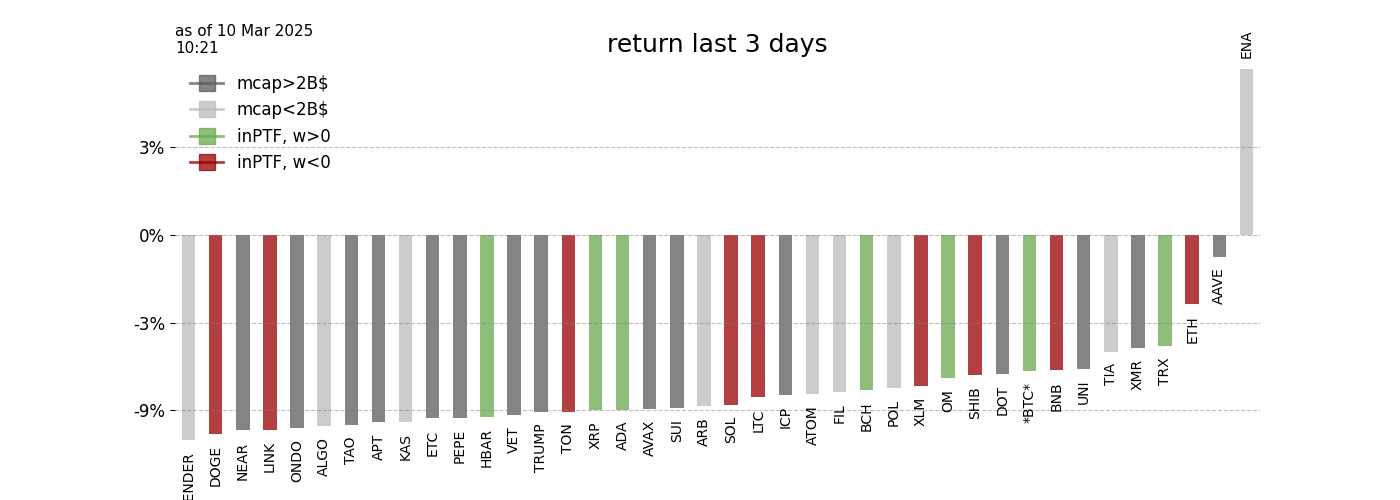 as of 10 Mar 2025
10:21
return last 3 days
mcap>2B$
mcap<2B$
inPTF, w>0
inPTF, w<0
3%
0%
-3%
-9%
ENDER
DOGE
NEAR
LINK
ONDO
ALGO
TAO
APT
KAS
ETC
PEPE
HBAR
VET
TRUMP
TON
XRP
ADA
AVAX
SUI
ARB
SOL
LTC
ICP
ATOM
FIL
BCH
POL
XLM
OM
SHIB
DOT
*BTC*
BNB
UNI
TIA
XMR
TRX
ETH
AAVE
ENA